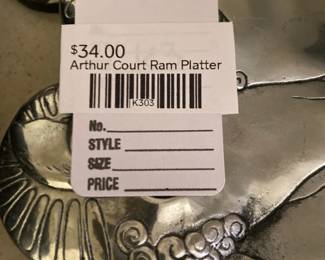 $34.00
Arthur Court Ram Platter
K303
No.
STYLE
SIZE
PRICE